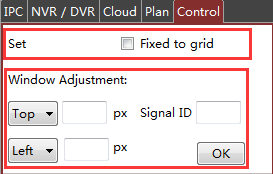 IPC NVR / DVR Cloud Plan Control
Set Fixed to grid
Window Adjustment:
Top px Signal ID
Left px OK